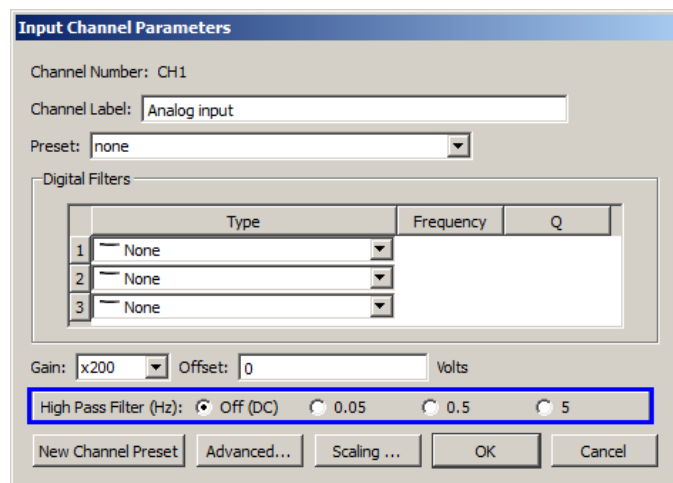 Input Channel Parameters
Channel Number: CH1
Channel Label: Analog input
Preset: none
Digital Filters
Type Frequency Q
1 None
2 None
3 None
Gain: x200 Offset: 0 Volts
High Pass Filter (Hz): Off (DC) 0.05 0.5 5
New Channel Preset Advanced... Scaling ... OK Cancel